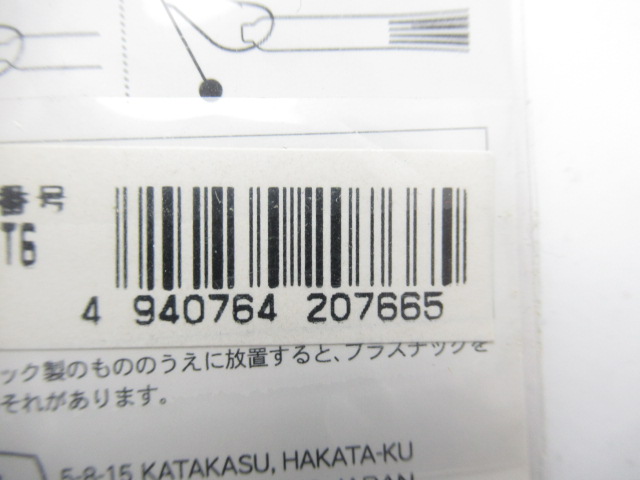 番号
T6
4 940764 207665
ック製のもののうえに放置すると、プラスチックを
それがあります。
5-8-15 KATAKASU, HAKATA-KU
JAPAN